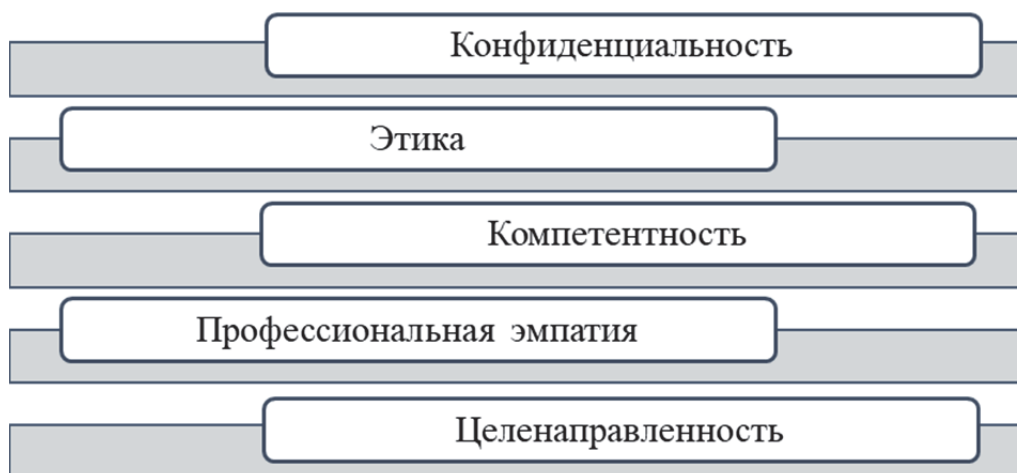 Конфиденциальность
Этика
Компетентность
Профессиональная эмпатия
Целенаправленность